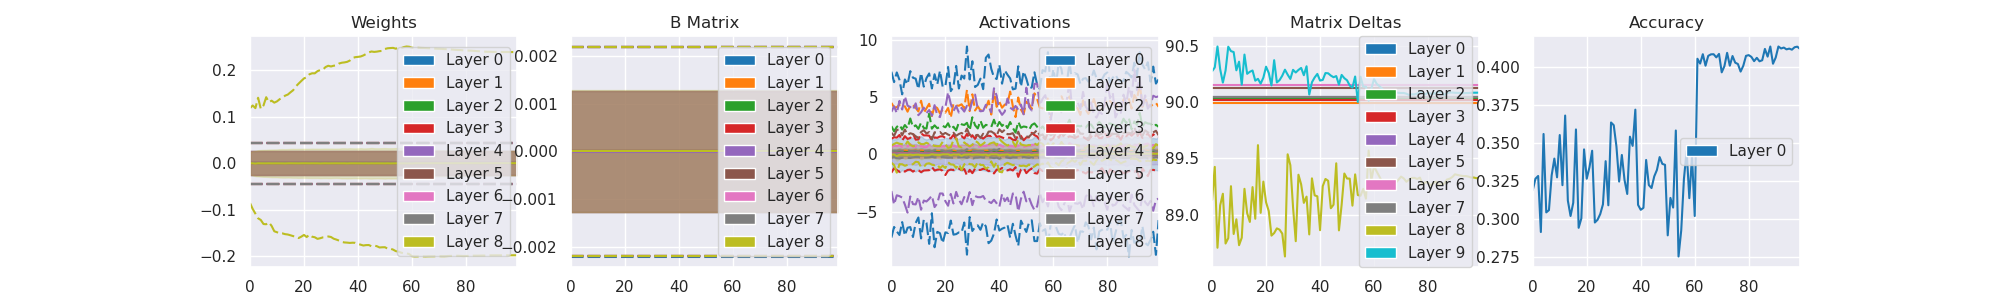 Weights
0.2
0.1
0.0
−0.1
−0.2
0 20 40 60 80
Layer 0
Layer 1
Layer 2
Layer 3
Layer 4
Layer 5
Layer 6
Layer 7
Layer 8
B Matrix
0.002
0.001
0.000
−0.001
−0.002
0 20 40 60 80
Layer 0
Layer 1
Layer 2
Layer 3
Layer 4
Layer 5
Layer 6
Layer 7
Layer 8
Activations
10
5
0
−5
0 20 40 60 80
Layer 0
Layer 1
Layer 2
Layer 3
Layer 4
Layer 5
Layer 6
Layer 7
Layer 8
Matrix Deltas
90.5
90.0
89.5
89.0
0 20 40 60 80
Layer 0
Layer 1
Layer 2
Layer 3
Layer 4
Layer 5
Layer 6
Layer 7
Layer 8
Layer 9
Accuracy
0.400
0.375
0.350
0.325
0.300
0.275
0 20 40 60 80
Layer 0